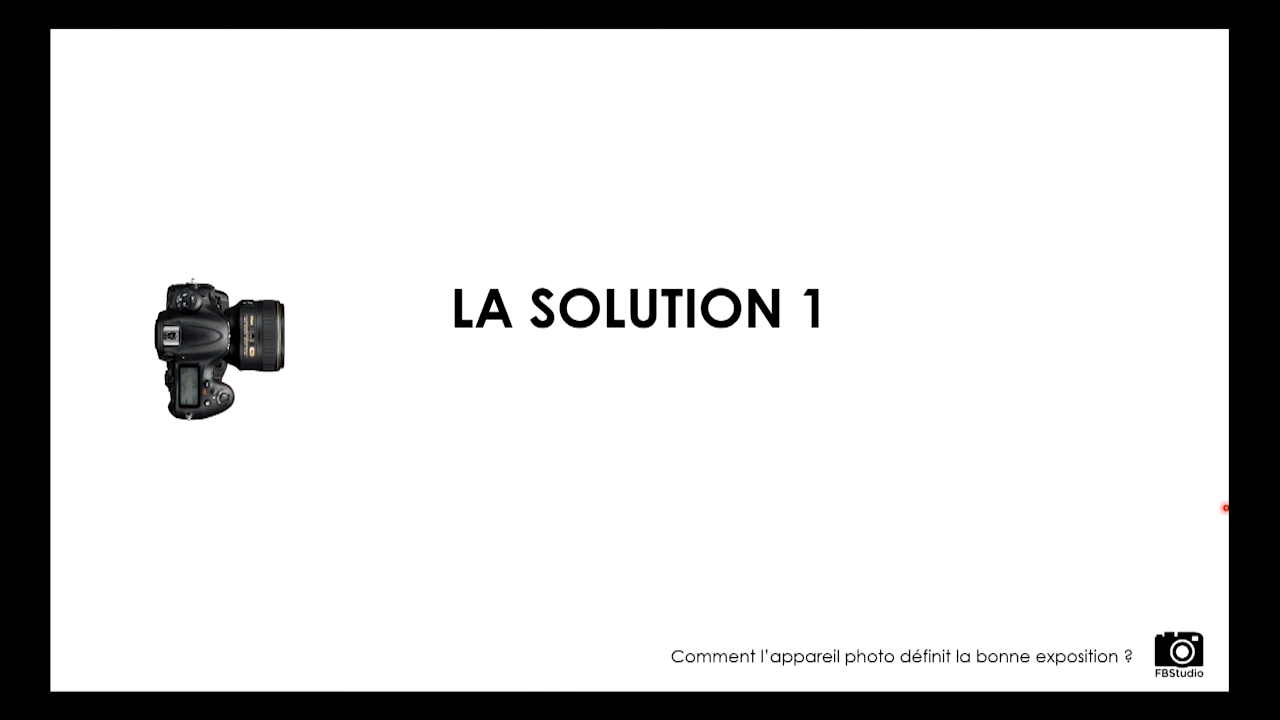 LA SOLUTION 1
Comment l'appareil photo définit la bonne exposition ?
FBStudio